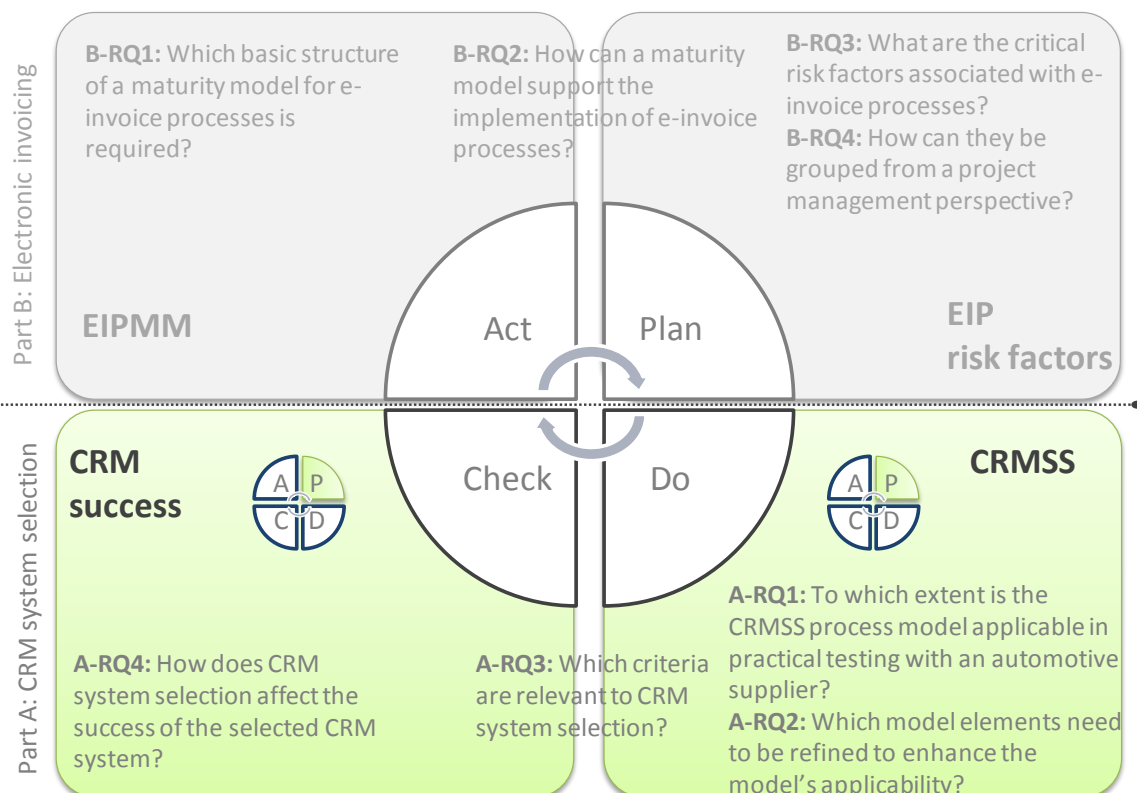 Part B: Electronic invoicing
B-RQ1: Which basic structure
of a maturity model for e-
invoice processes is
required?
B-RQ2: How can a maturity
model support the
implementation of e-invoice
processes?
B-RQ3: What are the critical
risk factors associated with e-
invoice processes?
B-RQ4: How can they be
grouped from a project
management perspective?
EIPMM
Act
Plan
EIP
risk factors
Part A: CRM system selection
CRM
success
A P
C D
Check
Do
CRMSS
A P
C D
A-RQ4: How does CRM
system selection affect the
success of the selected CRM
system?
A-RQ3: Which criteria
are relevant to CRM
system selection?
A-RQ1: To which extent is the
CRMSS process model applicable in
practical testing with an automotive
supplier?
A-RQ2: Which model elements need
to be refined to enhance the
model's applicability?